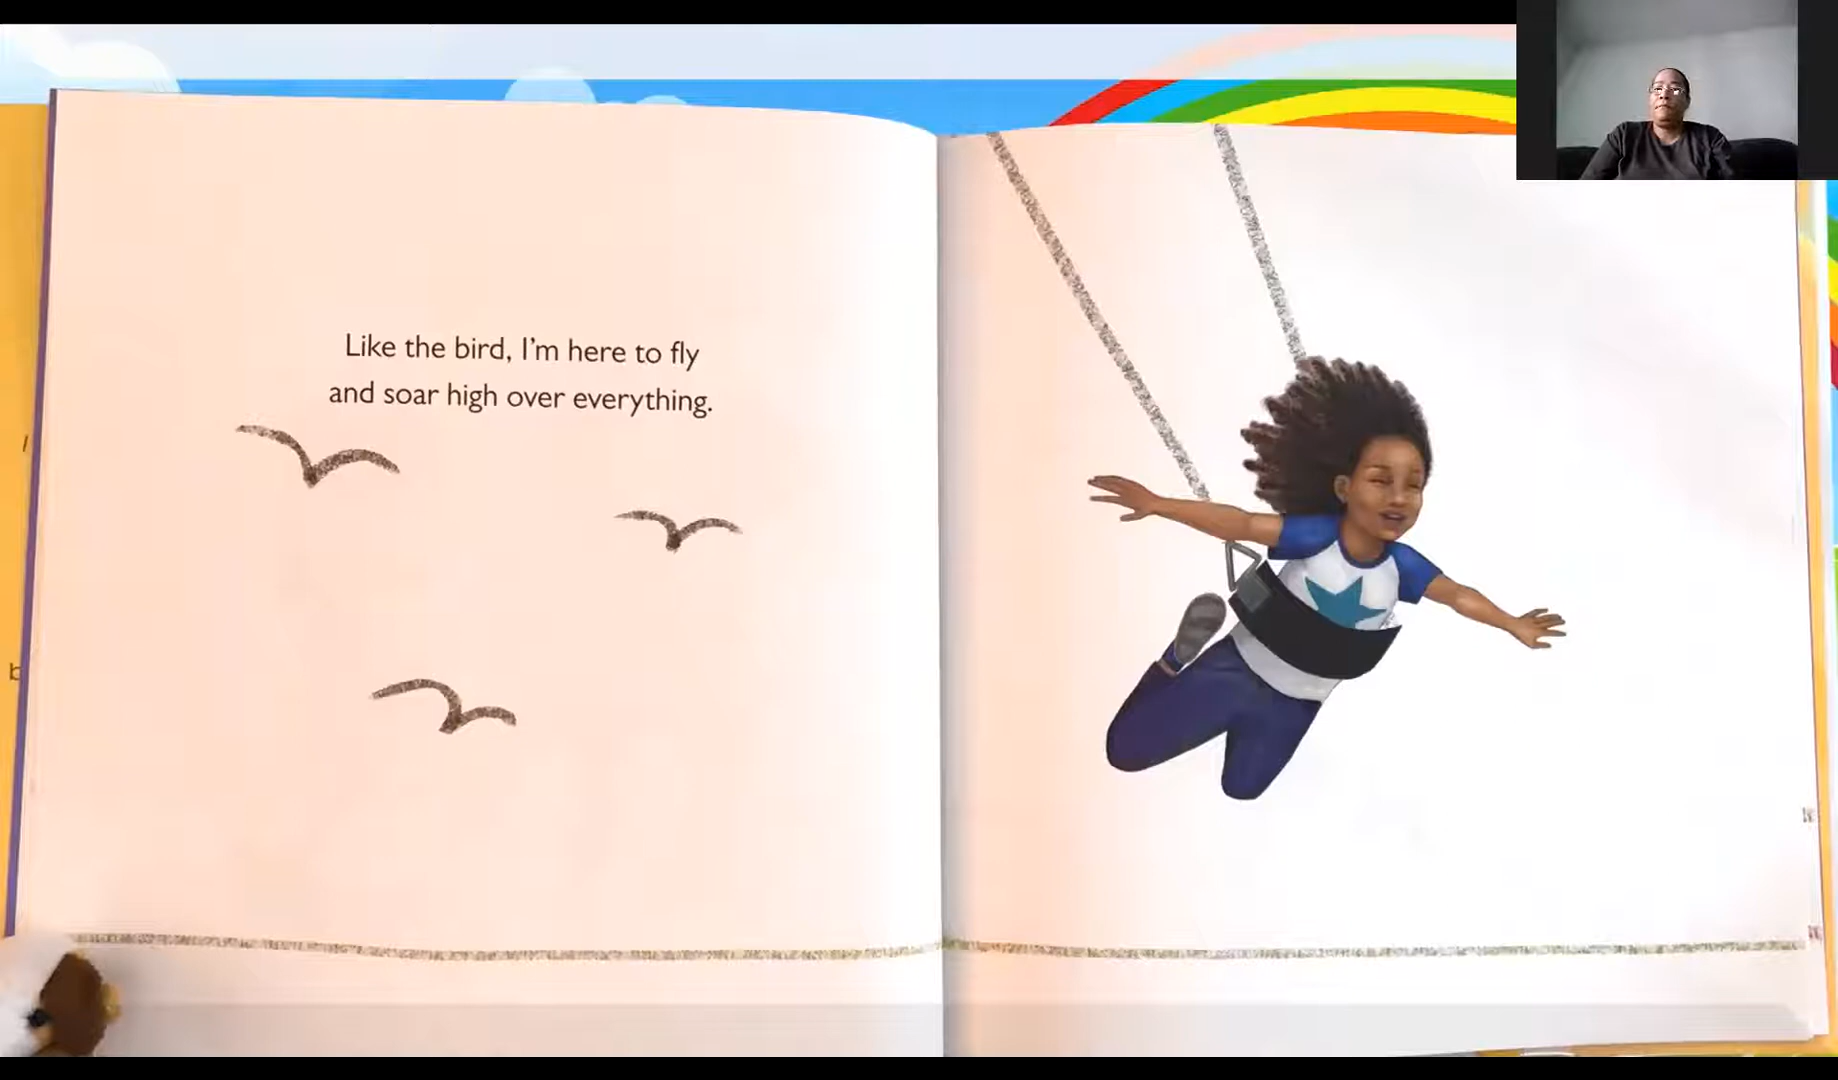 Like the bird, I'm here to fly
and soar high over everything.